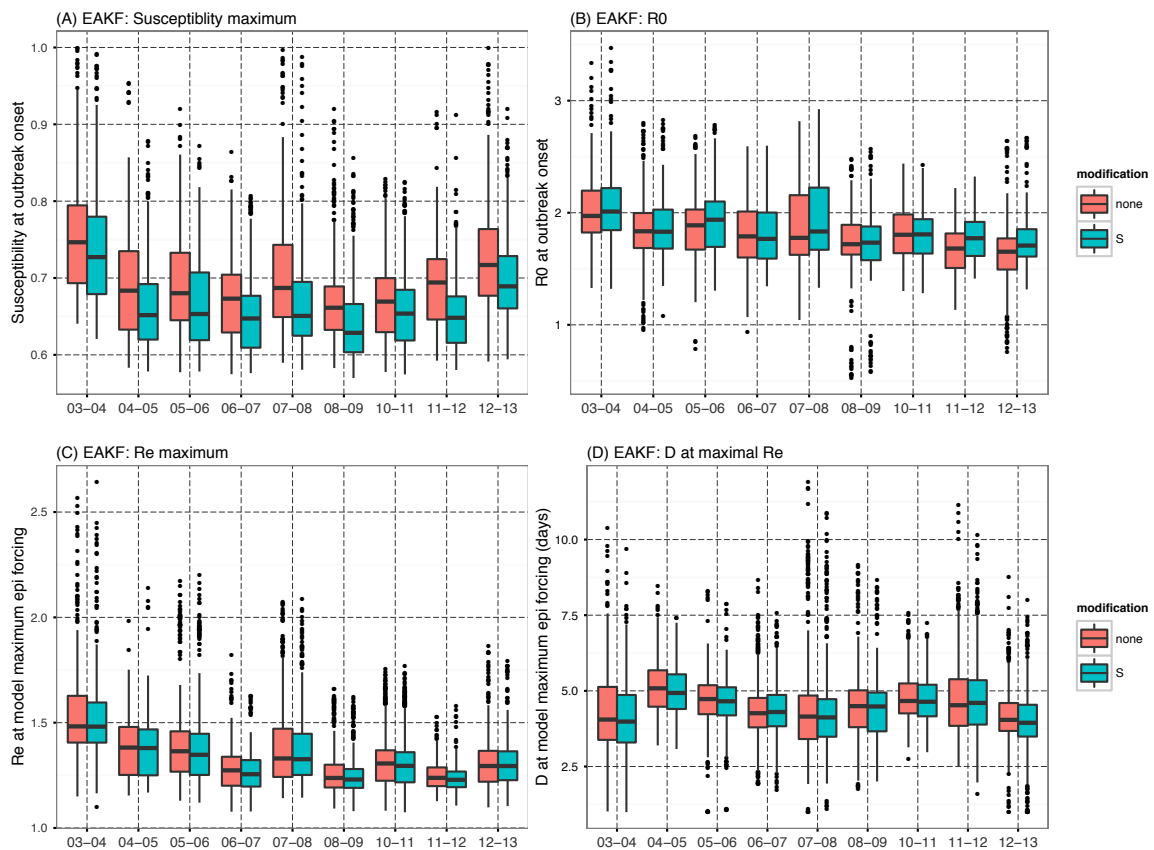 (A) EAKF: Susceptiblity maximum
Susceptibility at outbreak onset
1.0
0.9
0.8
0.7
0.6
03−04 04−05 05−06 06−07 07−08 08−09 10−11 11−12 12−13
(B) EAKF: R0
R0 at outbreak onset
3
2
1
03−04 04−05 05−06 06−07 07−08 08−09 10−11 11−12 12−13
modification
none
S
(C) EAKF: Re maximum
Re at model maximum epi forcing
2.5
2.0
1.5
1.0
03−04 04−05 05−06 06−07 07−08 08−09 10−11 11−12 12−13
(D) EAKF: D at maximal Re
D at model maximum epi forcing (days)
10.0
7.5
5.0
2.5
03−04 04−05 05−06 06−07 07−08 08−09 10−11 11−12 12−13
modification
none
S